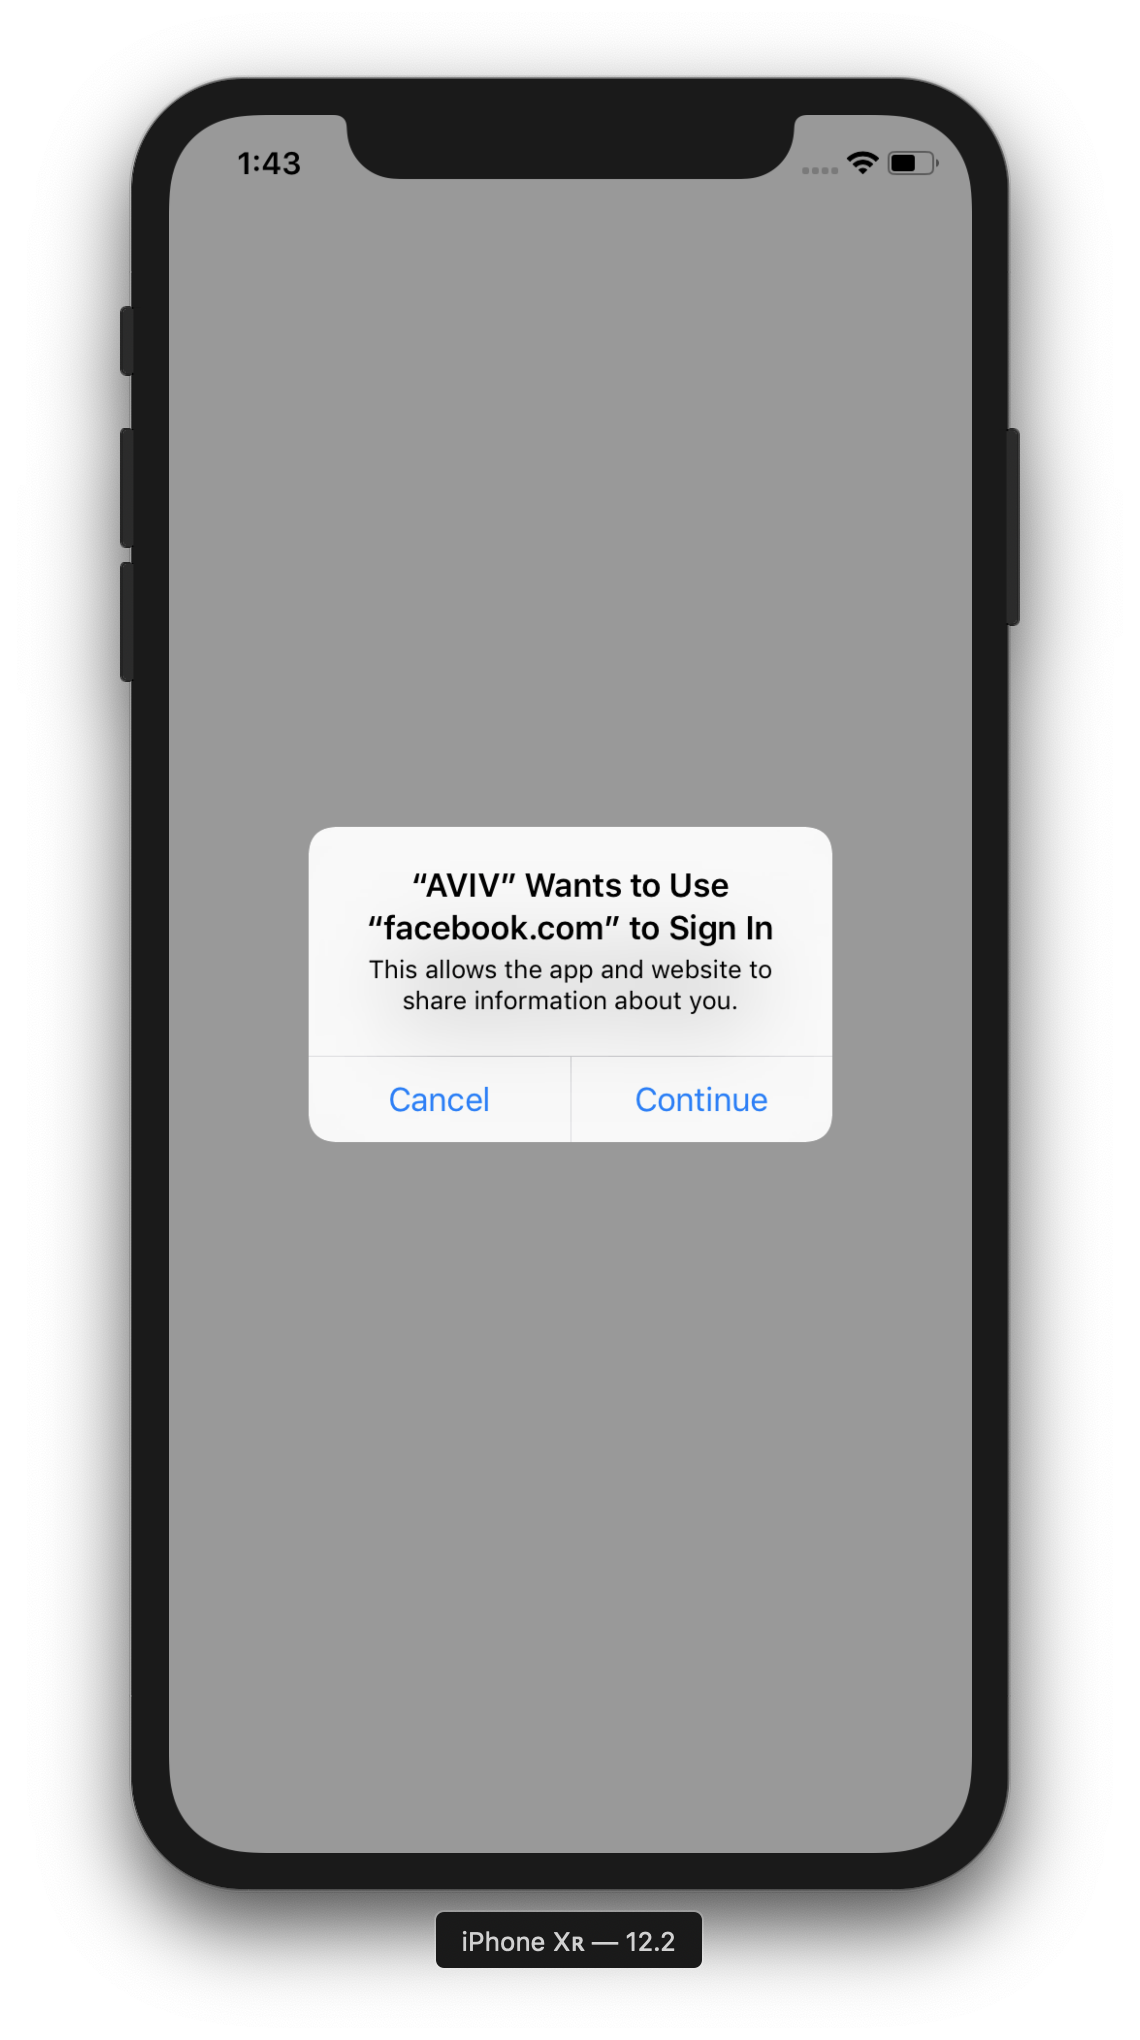 1:43
“AVIV” Wants to Use
“facebook.com” to Sign In
This allows the app and website to
share information about you.
Cancel Continue
iPhone Xʀ — 12.2